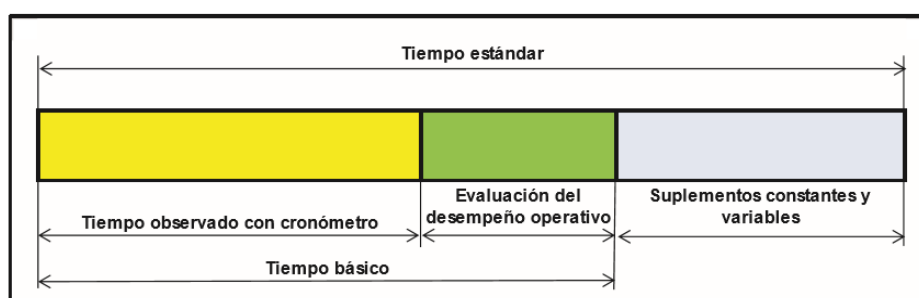 Tiempo estándar
Evaluación del
desempeño operativo
Suplementos constantes y
variables
Tiempo observado con cronómetro
Tiempo básico